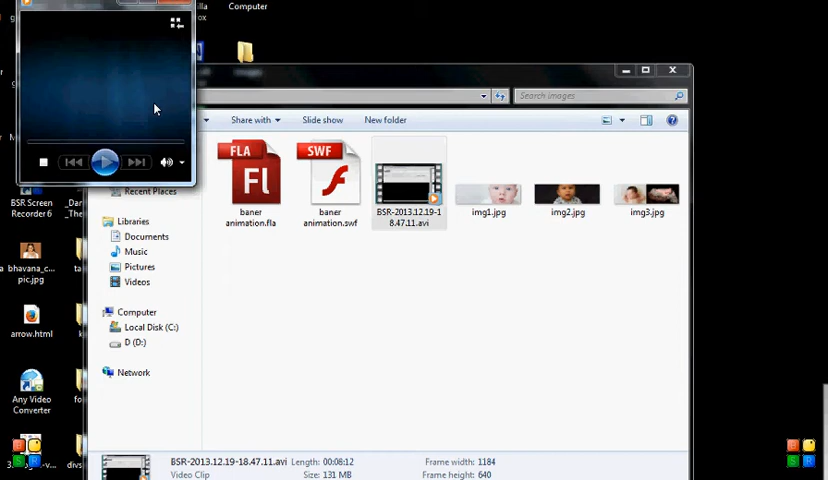 Computer
Search images
Share with
Slide show
New folder
FLA
Fl
SWF
baner
animation.fla
baner
animation.swf
BSR-2013.12.19-1
8.47.11.avi
img1.jpg
img2.jpg
img3.jpg
Recent Places
Libraries
Documents
Music
Pictures
Videos
Computer
Local Disk (C:)
D (D:)
Network
BSR Screen
Recorder 6
bhavana_c...
pic.jpg
arrow.html
Any Video
Converter
BSR-2013.12.19-18.47.11.avi Length: 00:08:12 Frame width: 1184
Video Clip Size: 131 MB Frame height: 640
B
S R
B
S R